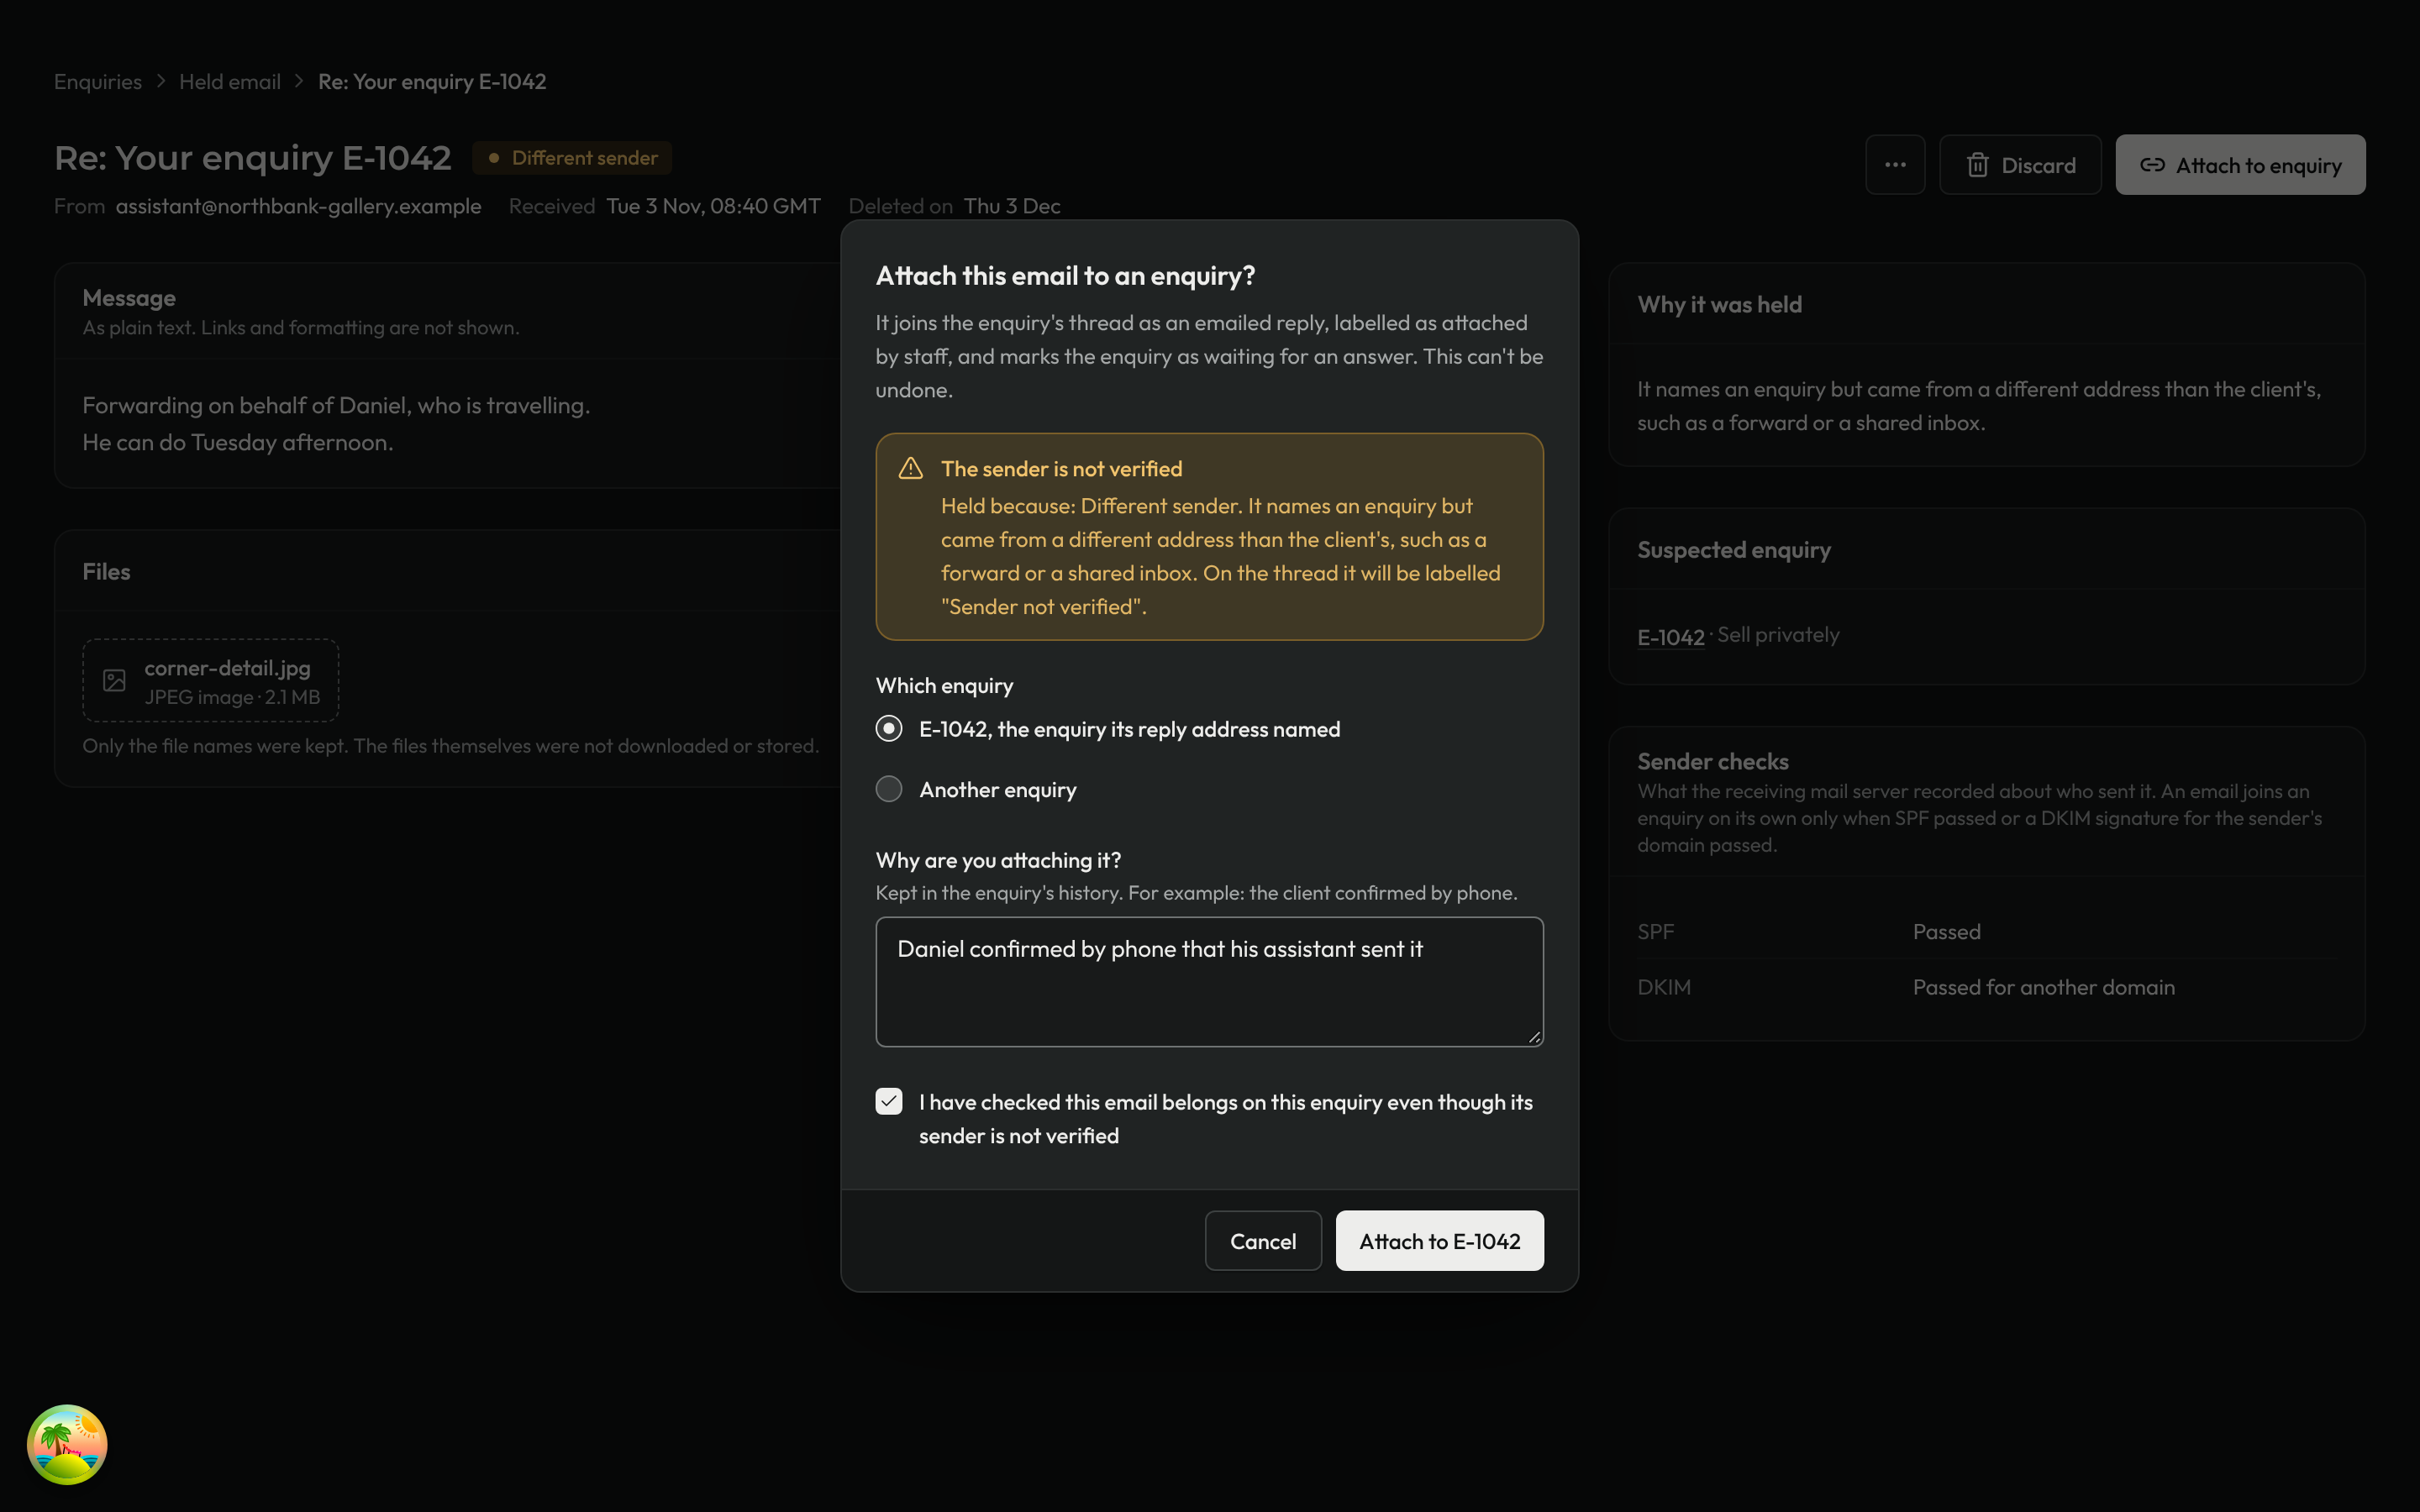 Enquiries > Held email > Re: Your enquiry E-1042
Re: Your enquiry E-1042
Different sender
... Discard Attach to enquiry
From assistant@northbank-gallery.example Received Tue 3 Nov, 08:40 GMT Deleted on Thu 3 Dec
Message
As plain text. Links and formatting are not shown.
Forwarding on behalf of Daniel, who is travelling.
He can do Tuesday afternoon.
Files
corner-detail.jpg
JPEG image · 2.1 MB
Only the file names were kept. The files themselves were not downloaded or stored.
Attach this email to an enquiry?
It joins the enquiry's thread as an emailed reply, labelled as attached
by staff, and marks the enquiry as waiting for an answer. This can't be
undone.
The sender is not verified
Held because: Different sender. It names an enquiry but
came from a different address than the client's, such as a
forward or a shared inbox. On the thread it will be labelled
"Sender not verified".
Which enquiry
E-1042, the enquiry its reply address named
Another enquiry
Why are you attaching it?
Kept in the enquiry's history. For example: the client confirmed by phone.
Daniel confirmed by phone that his assistant sent it
I have checked this email belongs on this enquiry even though its
sender is not verified
Cancel
Attach to E-1042
Why it was held
It names an enquiry but came from a different address than the client's,
such as a forward or a shared inbox.
Suspected enquiry
E-1042 · Sell privately
Sender checks
What the receiving mail server recorded about who sent it. An email joins an
enquiry on its own only when SPF passed or a DKIM signature for the sender's
domain passed.
SPF Passed
DKIM Passed for another domain